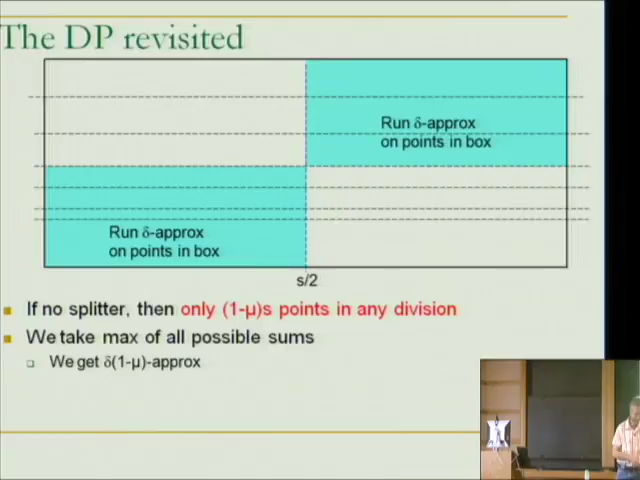 The DP revisited
Run δ-approx
on points in box
Run δ-approx
on points in box
s/2
If no splitter, then only (1-µ)s points in any division
We take max of all possible sums
We get δ(1-µ)-approx